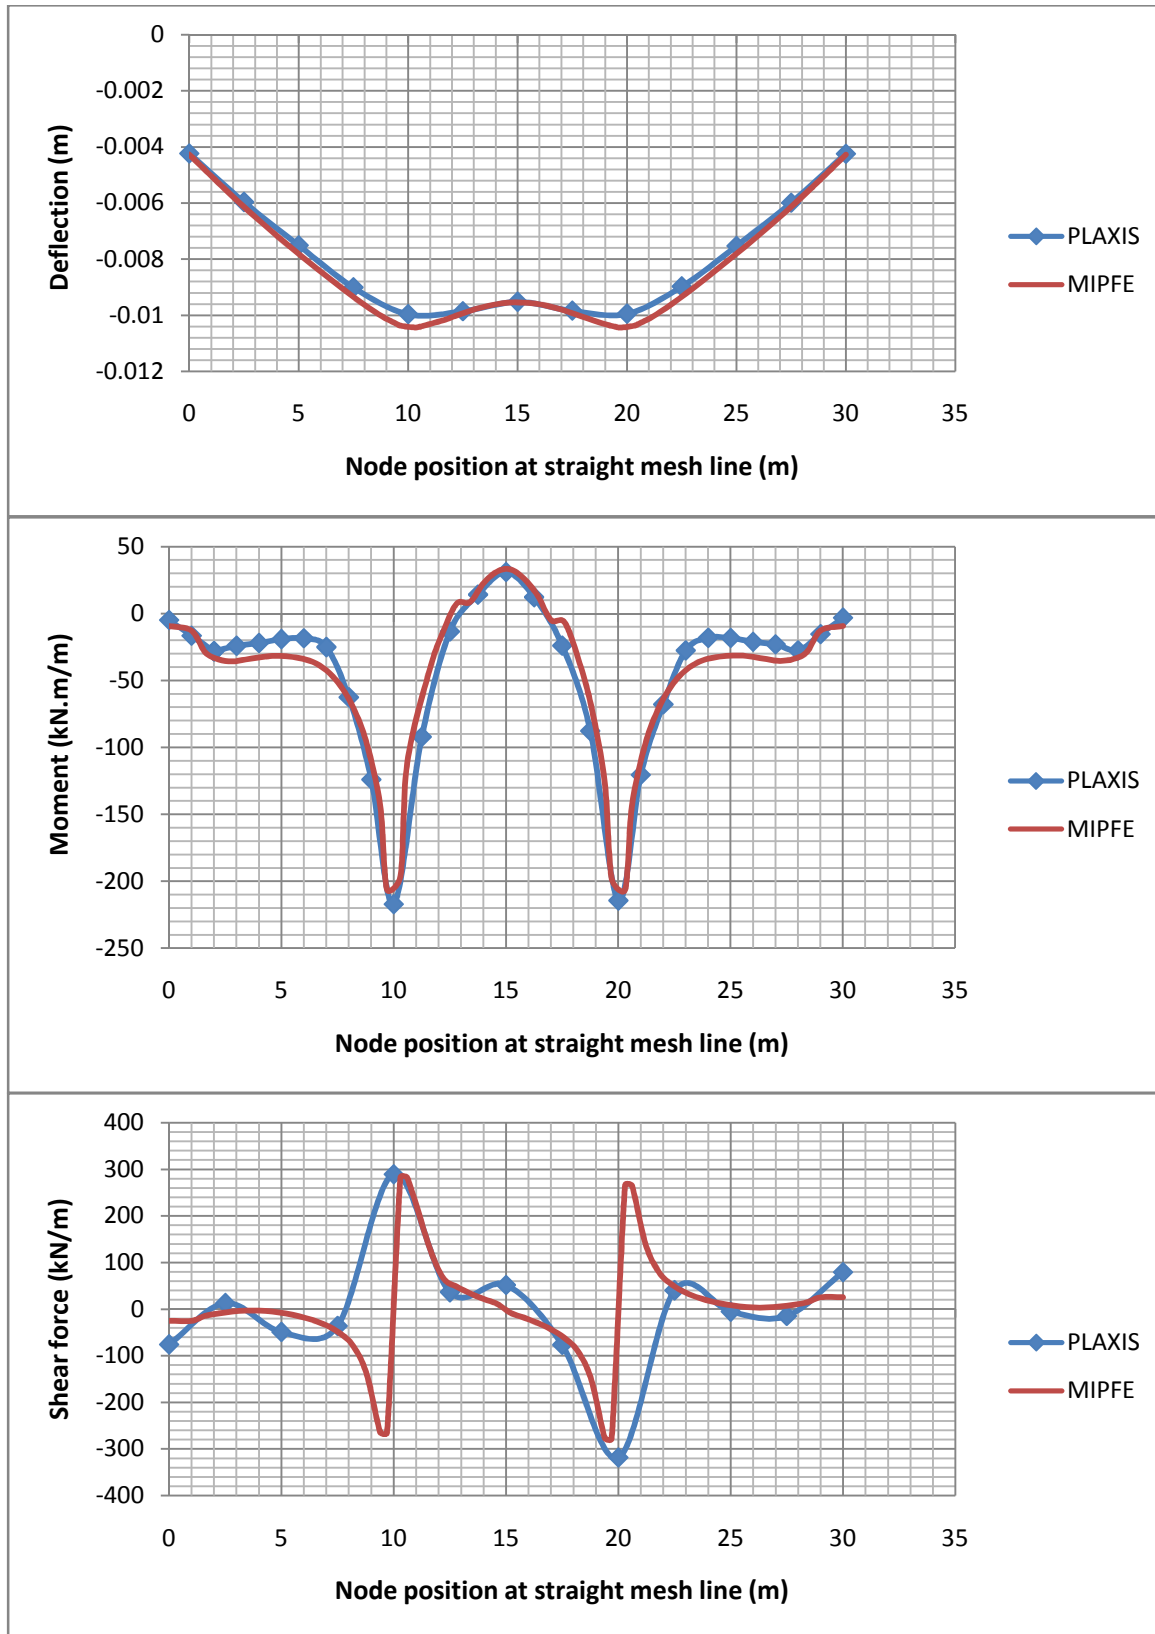 0
-0.002
-0.004
-0.006
-0.008
-0.01
-0.012
Deflection (m)
0 5 10 15 20 25 30 35
Node position at straight mesh line (m)
PLAXIS
MIPFE
50
0
-50
-100
-150
-200
-250
Moment (kN.m/m)
0 5 10 15 20 25 30 35
Node position at straight mesh line (m)
PLAXIS
MIPFE
400
300
200
100
0
-100
-200
-300
-400
Shear force (kN/m)
0 5 10 15 20 25 30 35
Node position at straight mesh line (m)
PLAXIS
MIPFE